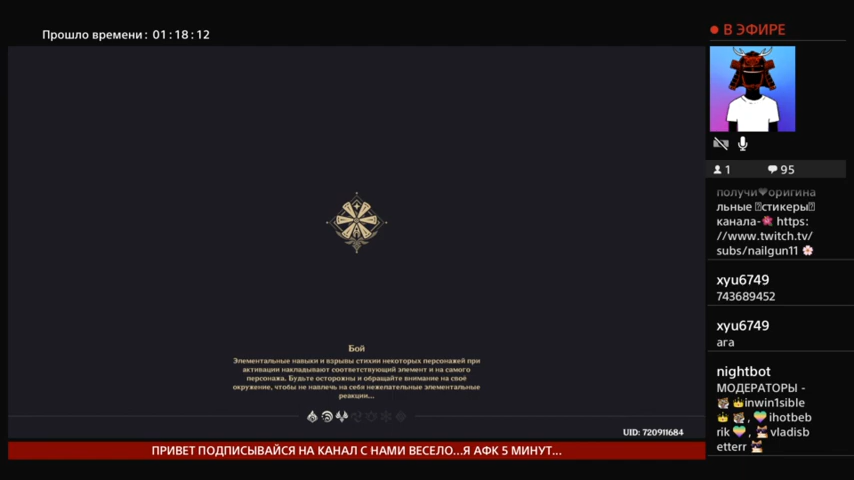 Прошло времени: 01:18:12
В ЭФИРЕ
1
95
получи🖤оригина
льные стикеры
канала-🌺 https:
//www.twitch.tv/
subs/nailgun11 🌸
xyu6749
743689452
xyu6749
ага
nightbot
МОДЕРАТОРЫ -
inwin1sible
, ihotbeb
rik , vladisb
etterr
Бой
Элементальные навыки и взрывы стихии некоторых персонажей при
активации накладывают соответствующий элемент и на самого
персонажа. Будьте осторожны и обращайте внимание на своё
окружение, чтобы не навлечь на себя нежелательные элементальные
реакции...
UID: 720911684
ПРИВЕТ ПОДПИСЫВАЙСЯ НА КАНАЛ С НАМИ ВЕСЕЛО...Я АФК 5 МИНУТ...